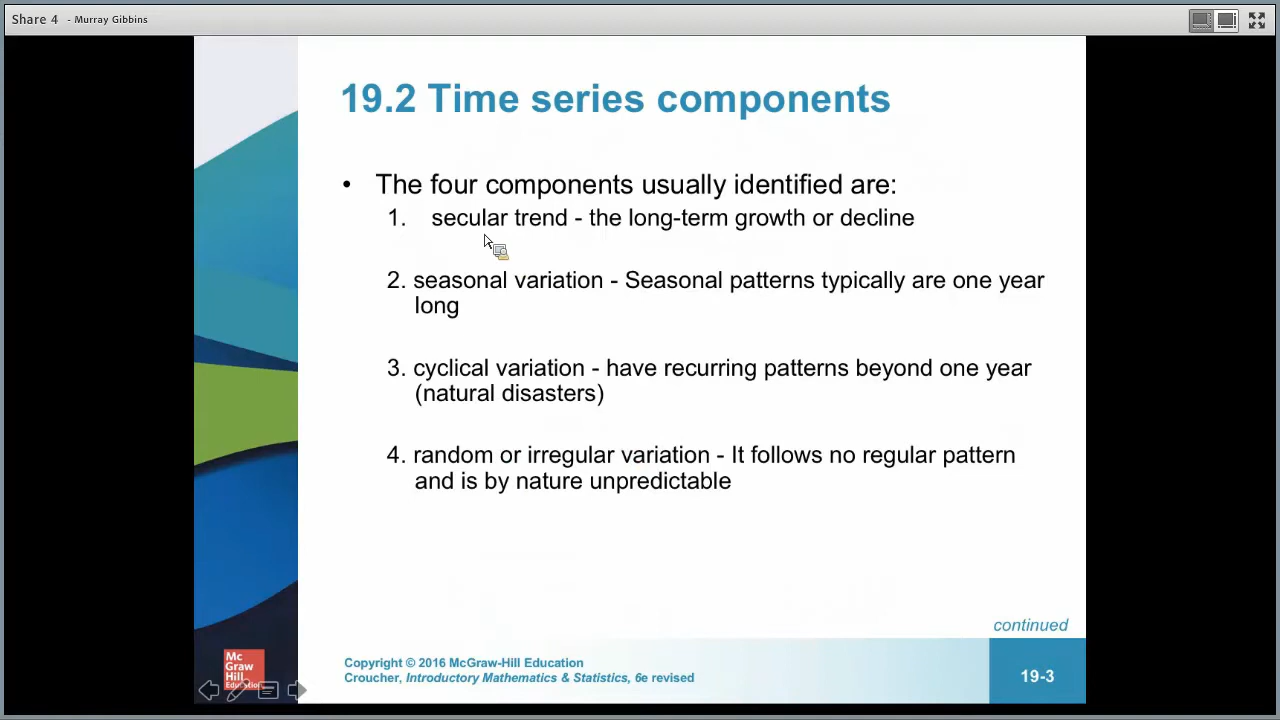 Share 4 - Murray Gibbins
19.2 Time series components
• The four components usually identified are:
1. secular trend - the long-term growth or decline
2. seasonal variation - Seasonal patterns typically are one year
long
3. cyclical variation - have recurring patterns beyond one year
(natural disasters)
4. random or irregular variation - It follows no regular pattern
and is by nature unpredictable
continued
Mc
Graw
Hill
Education
Copyright © 2016 McGraw-Hill Education
Croucher, Introductory Mathematics & Statistics, 6e revised
19-3